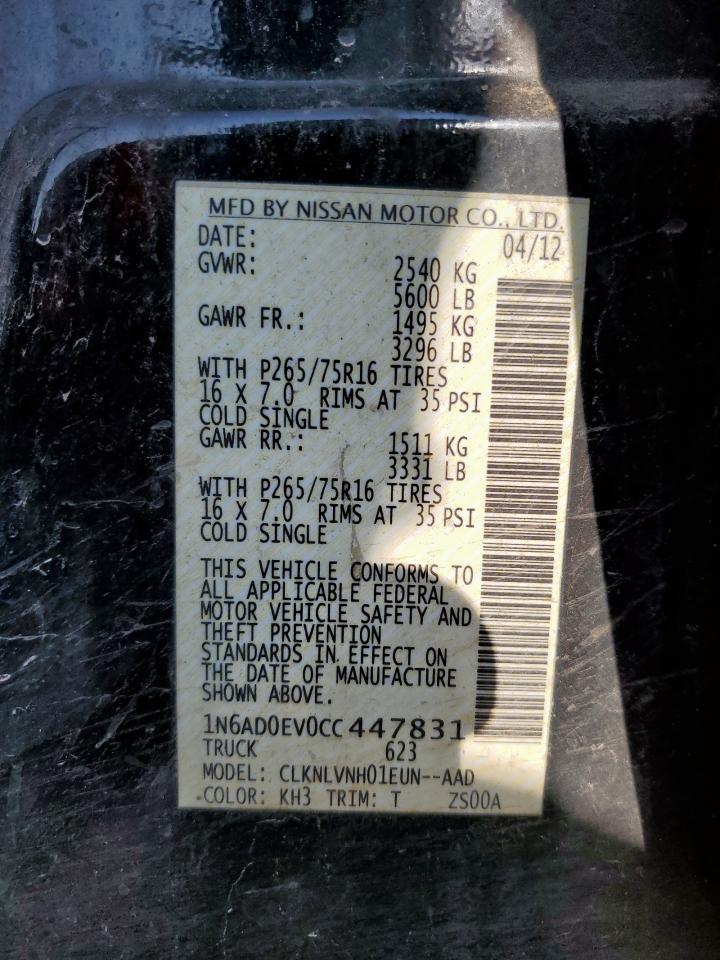 MFD BY NISSAN MOTOR CO., LTD.
DATE: 04/12
GVWR: 2540 KG
5600 LB
GAWR FR.: 1495 KG
3296 LB
WITH P265/75R16 TIRES
16 X 7.0 RIMS AT 35 PSI
COLD SINGLE
GAWR RR.: 1511 KG
3331 LB
WITH P265/75R16 TIRES
16 X 7.0 RIMS AT 35 PSI
COLD SINGLE
THIS VEHICLE CONFORMS TO
ALL APPLICABLE FEDERAL
MOTOR VEHICLE SAFETY AND
THEFT PREVENTION
STANDARDS IN EFFECT ON
THE DATE OF MANUFACTURE
SHOWN ABOVE.
1N6AD0EV0CC447831
TRUCK 623
MODEL: CLKNLVNH01EUN--AAD
COLOR: KH3 TRIM: T ZS00A